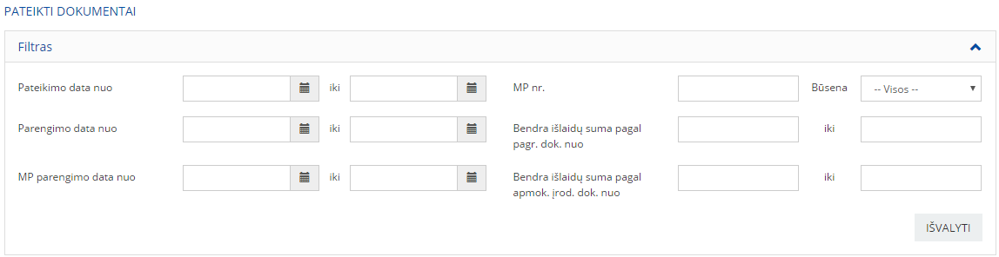 PATEIKTI DOKUMENTAI
Filtras
Pateikimo data nuo iki MP nr. Būsena -- Visos --
Parengimo data nuo iki Bendra išlaidų suma pagal pagr. dok. nuo iki
MP parengimo data nuo iki Bendra išlaidų suma pagal apmok. įrod. dok. nuo iki
IŠVALYTI